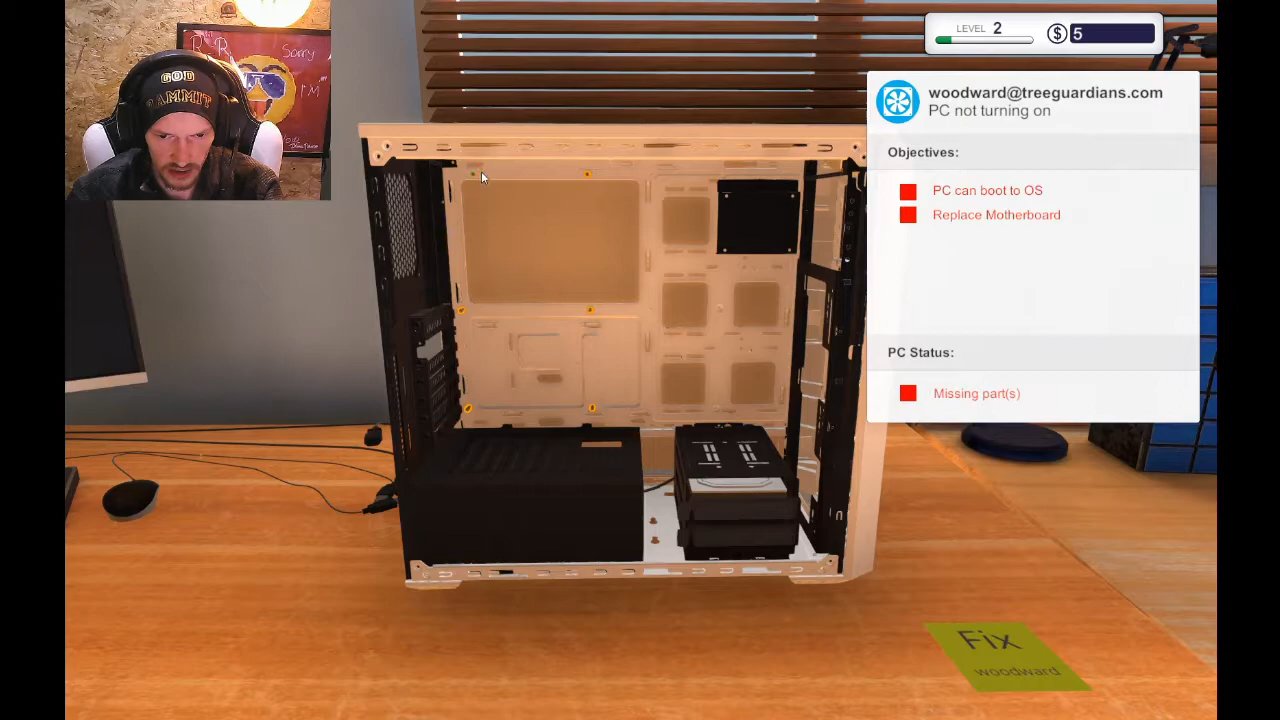 GOD
DAMMIT
Sorry
I'M
LEVEL 2
$ 5
woodward@treeguardians.com
PC not turning on
Objectives:
PC can boot to OS
Replace Motherboard
PC Status:
Missing part(s)
Fix
woodward